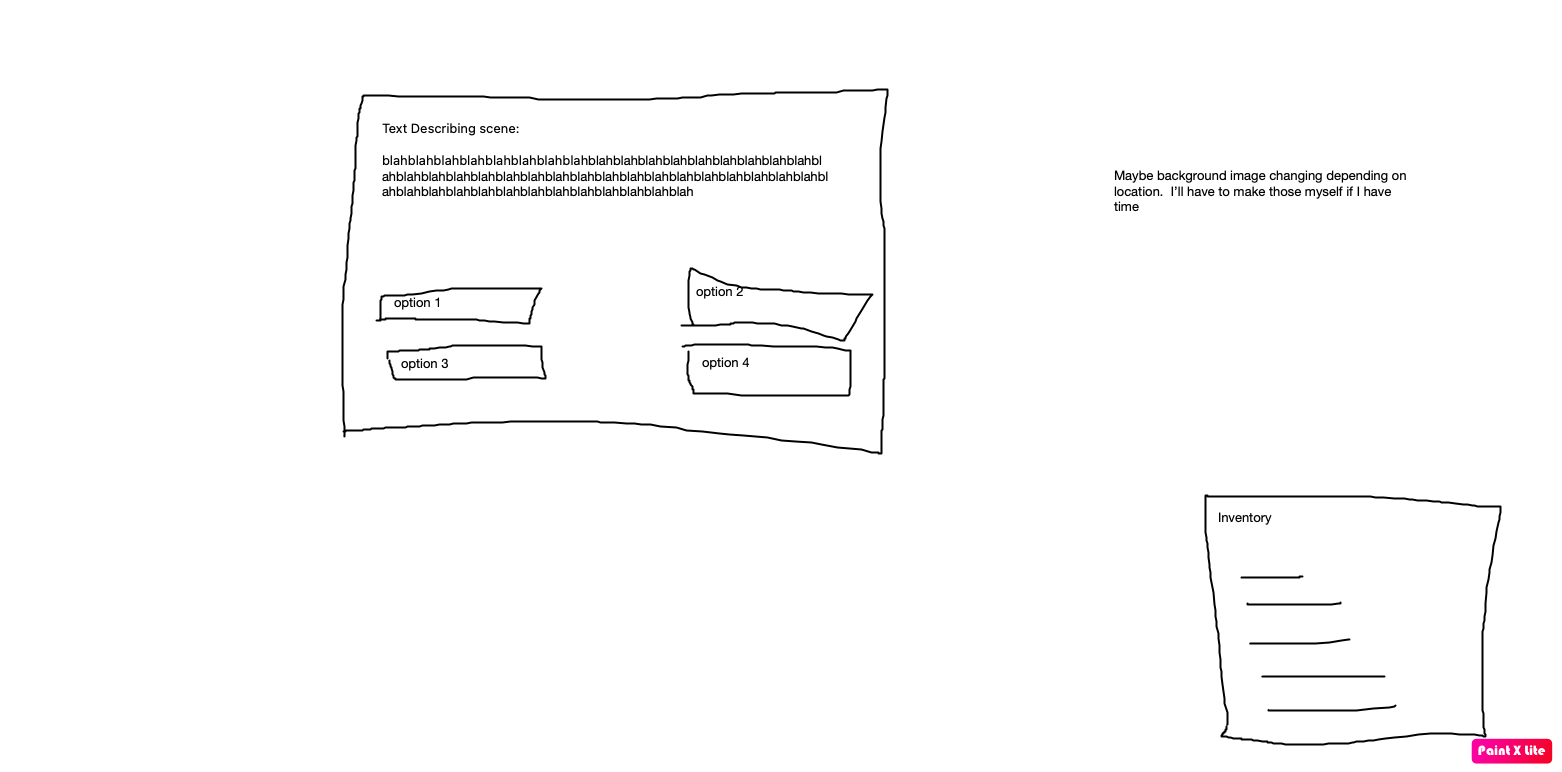 Text Describing scene:
blahblahblahblahblahblahblahblahblahblahblahblahblahblahblahblahbl
ahblahblahblahblahblahblahblahblahblahblahblahblahblahblahblahblahbl
ahblahblahblahblahblahblahblahblahblahblahblahblah
Maybe background image changing depending on
location.  I’ll have to make those myself if I have
time
option 1
option 2
option 3
option 4
Inventory
Paint X Lite